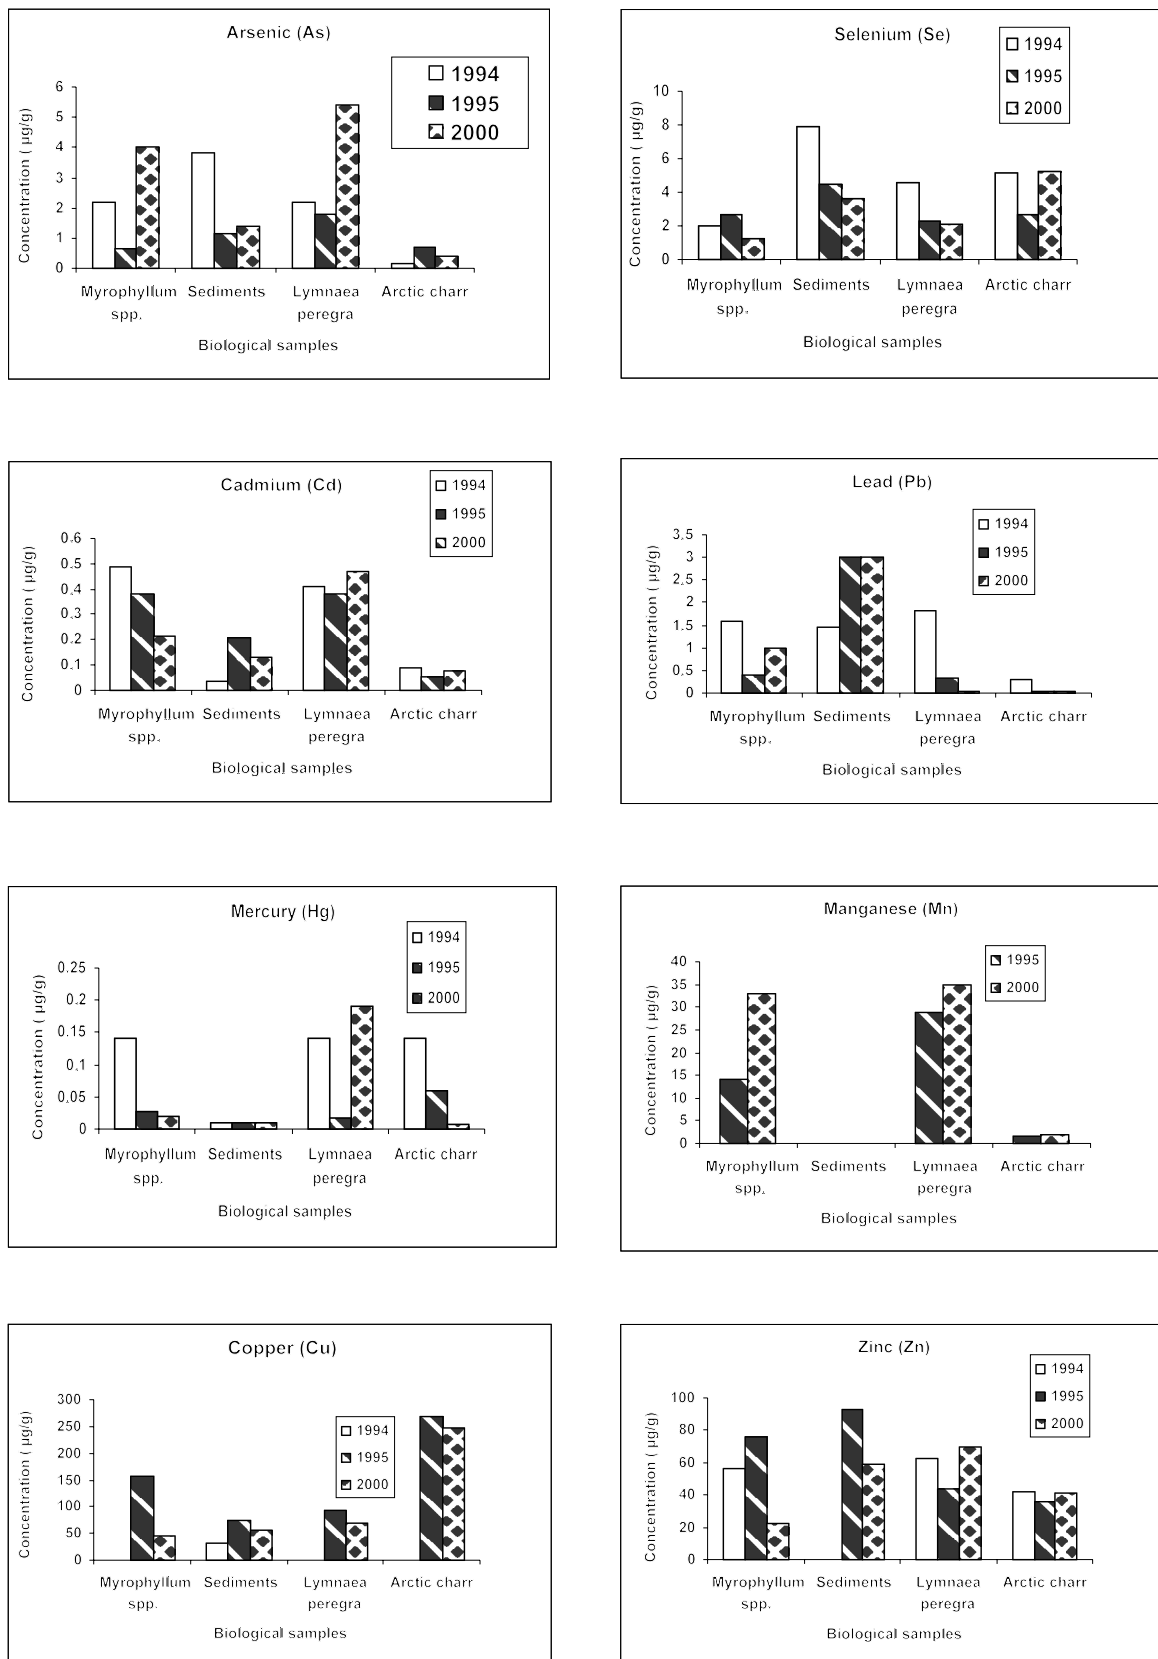 Arsenic (As)
1994
1995
2000
Concentration ( µg/g)
6
5
4
3
2
1
0
Myrophyllum spp.
Sediments
Lymnaea peregra
Arctic charr
Biological samples
Selenium (Se)
1994
1995
2000
Concentration ( µg/g)
10
8
6
4
2
0
Myrophyllum spp.
Sediments
Lymnaea peregra
Arctic charr
Biological samples
Cadmium (Cd)
1994
1995
2000
Concentration ( µg/g)
0.6
0.5
0.4
0.3
0.2
0.1
0
Myrophyllum spp.
Sediments
Lymnaea peregra
Arctic charr
Biological samples
Lead (Pb)
1994
1995
2000
Concentration ( µg/g)
3,5
3
2,5
2
1,5
1
0,5
0
Myrophyllum spp.
Sediments
Lymnaea peregra
Arctic charr
Biological samples
Mercury (Hg)
1994
1995
2000
Concentration ( µg/g)
0.25
0.2
0.15
0.1
0.05
0
Myrophyllum spp.
Sediments
Lymnaea peregra
Arctic charr
Biological samples
Manganese (Mn)
1995
2000
Concentration ( µg/g)
40
35
30
25
20
15
10
5
0
Myrophyllum spp.
Sediments
Lymnaea peregra
Arctic charr
Biological samples
Copper (Cu)
1994
1995
2000
Concentration ( µg/g)
300
250
200
150
100
50
0
Myrophyllum spp.
Sediments
Lymnaea peregra
Arctic charr
Biological samples
Zinc (Zn)
1994
1995
2000
Concentration ( µg/g)
100
80
60
40
20
0
Myrophyllum spp.
Sediments
Lymnaea peregra
Arctic charr
Biological samples